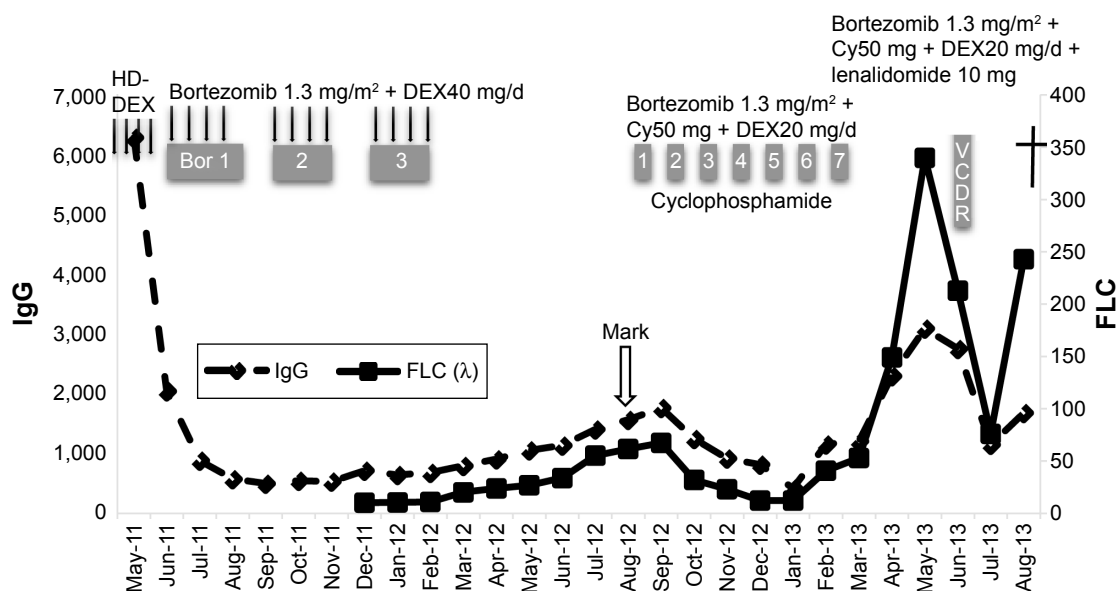 HD-
DEX
Bortezomib 1.3 mg/m² + DEX40 mg/d
Bortezomib 1.3 mg/m² +
Cy50 mg + DEX20 mg/d
Bortezomib 1.3 mg/m² +
Cy50 mg + DEX20 mg/d +
lenalidomide 10 mg
Bor 1
2
3
1 2 3 4 5 6 7
Cyclophosphamide
V
C
D
R
Mark
IgG
7,000
6,000
5,000
4,000
3,000
2,000
1,000
0
FLC
400
350
300
250
200
150
100
50
0
IgG FLC (λ)
May-11
Jun-11
Jul-11
Aug-11
Sep-11
Oct-11
Nov-11
Dec-11
Jan-12
Feb-12
Mar-12
Apr-12
May-12
Jun-12
Jul-12
Aug-12
Sep-12
Oct-12
Nov-12
Dec-12
Jan-13
Feb-13
Mar-13
Apr-13
May-13
Jun-13
Jul-13
Aug-13